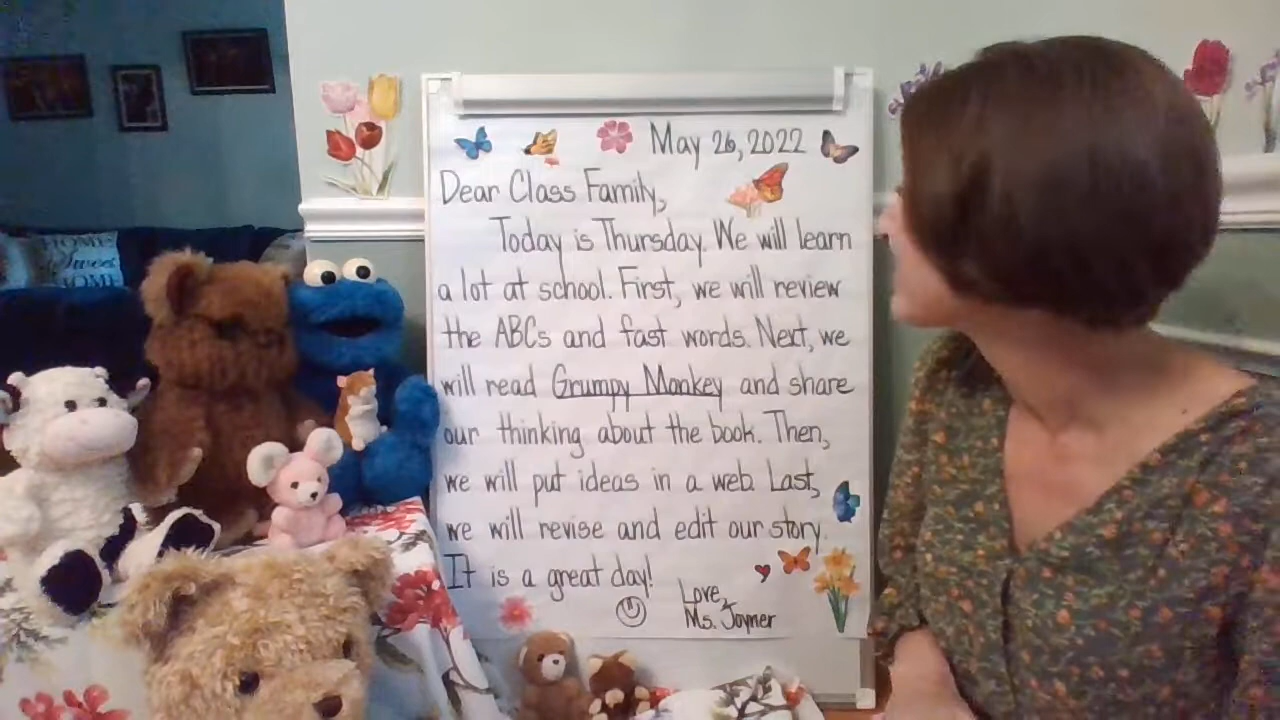 HOME
Sweet
HOME
May 26, 2022
Dear Class Family,
Today is Thursday. We will learn
a lot at school. First, we will review
the ABCs and fast words. Next, we
will read Grumpy Monkey and share
our thinking about the book. Then,
we will put ideas in a web. Last,
we will revise and edit our story.
It is a great day!
Love,
Ms. Joyner